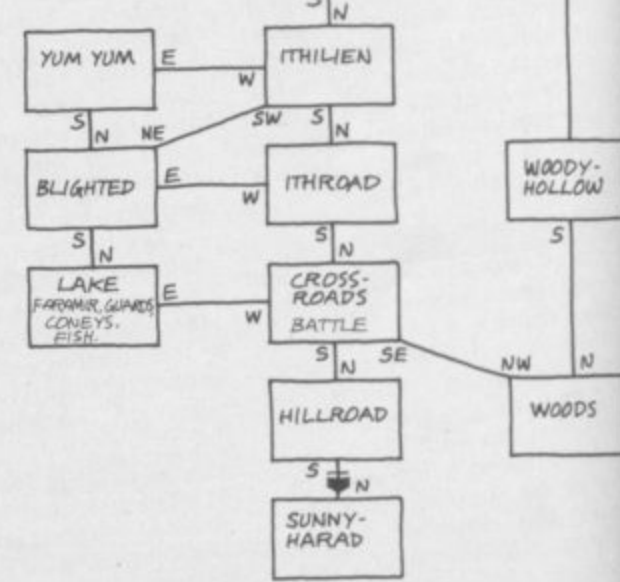 S
N
YUM YUM
E
W
ITHILIEN
S
N
NE
SW
S
N
BLIGHTED
E
W
ITHROAD
WOODY-
HOLLOW
S
N
S
N
S
LAKE
FARAMIR, GUARDS,
CONEYS.
FISH.
E
W
CROSS-
ROADS
BATTLE
S
N
SE
NW
N
HILLROAD
WOODS
S
N
SUNNY-
HARAD